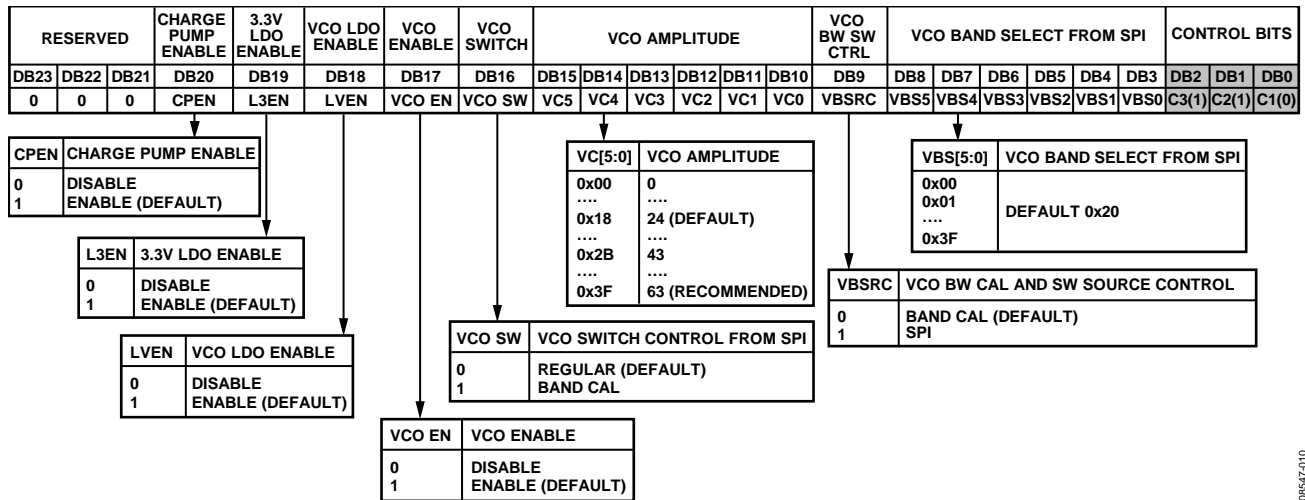 RESERVED
CHARGE PUMP ENABLE
3.3V LDO ENABLE
VCO LDO ENABLE
VCO ENABLE
VCO SWITCH
VCO AMPLITUDE
VCO BW SW CTRL
VCO BAND SELECT FROM SPI
CONTROL BITS
DB23 DB22 DB21 DB20 DB19 DB18 DB17 DB16 DB15 DB14 DB13 DB12 DB11 DB10 DB9 DB8 DB7 DB6 DB5 DB4 DB3 DB2 DB1 DB0
0 0 0 CPEN L3EN LVEN VCO EN VCO SW VC5 VC4 VC3 VC2 VC1 VC0 VBSRC VBS5 VBS4 VBS3 VBS2 VBS1 VBS0 C3(1) C2(1) C1(0)
CPEN CHARGE PUMP ENABLE
0 DISABLE
1 ENABLE (DEFAULT)
L3EN 3.3V LDO ENABLE
0 DISABLE
1 ENABLE (DEFAULT)
LVEN VCO LDO ENABLE
0 DISABLE
1 ENABLE (DEFAULT)
VCO EN VCO ENABLE
0 DISABLE
1 ENABLE (DEFAULT)
VCO SW VCO SWITCH CONTROL FROM SPI
0 REGULAR (DEFAULT)
1 BAND CAL
VC[5:0] VCO AMPLITUDE
0x00 0
.... ....
0x18 24 (DEFAULT)
.... ....
0x2B 43
.... ....
0x3F 63 (RECOMMENDED)
VBSRC VCO BW CAL AND SW SOURCE CONTROL
0 BAND CAL (DEFAULT)
1 SPI
VBS[5:0] VCO BAND SELECT FROM SPI
0x00
0x01
....
0x3F
DEFAULT 0x20
08547-010